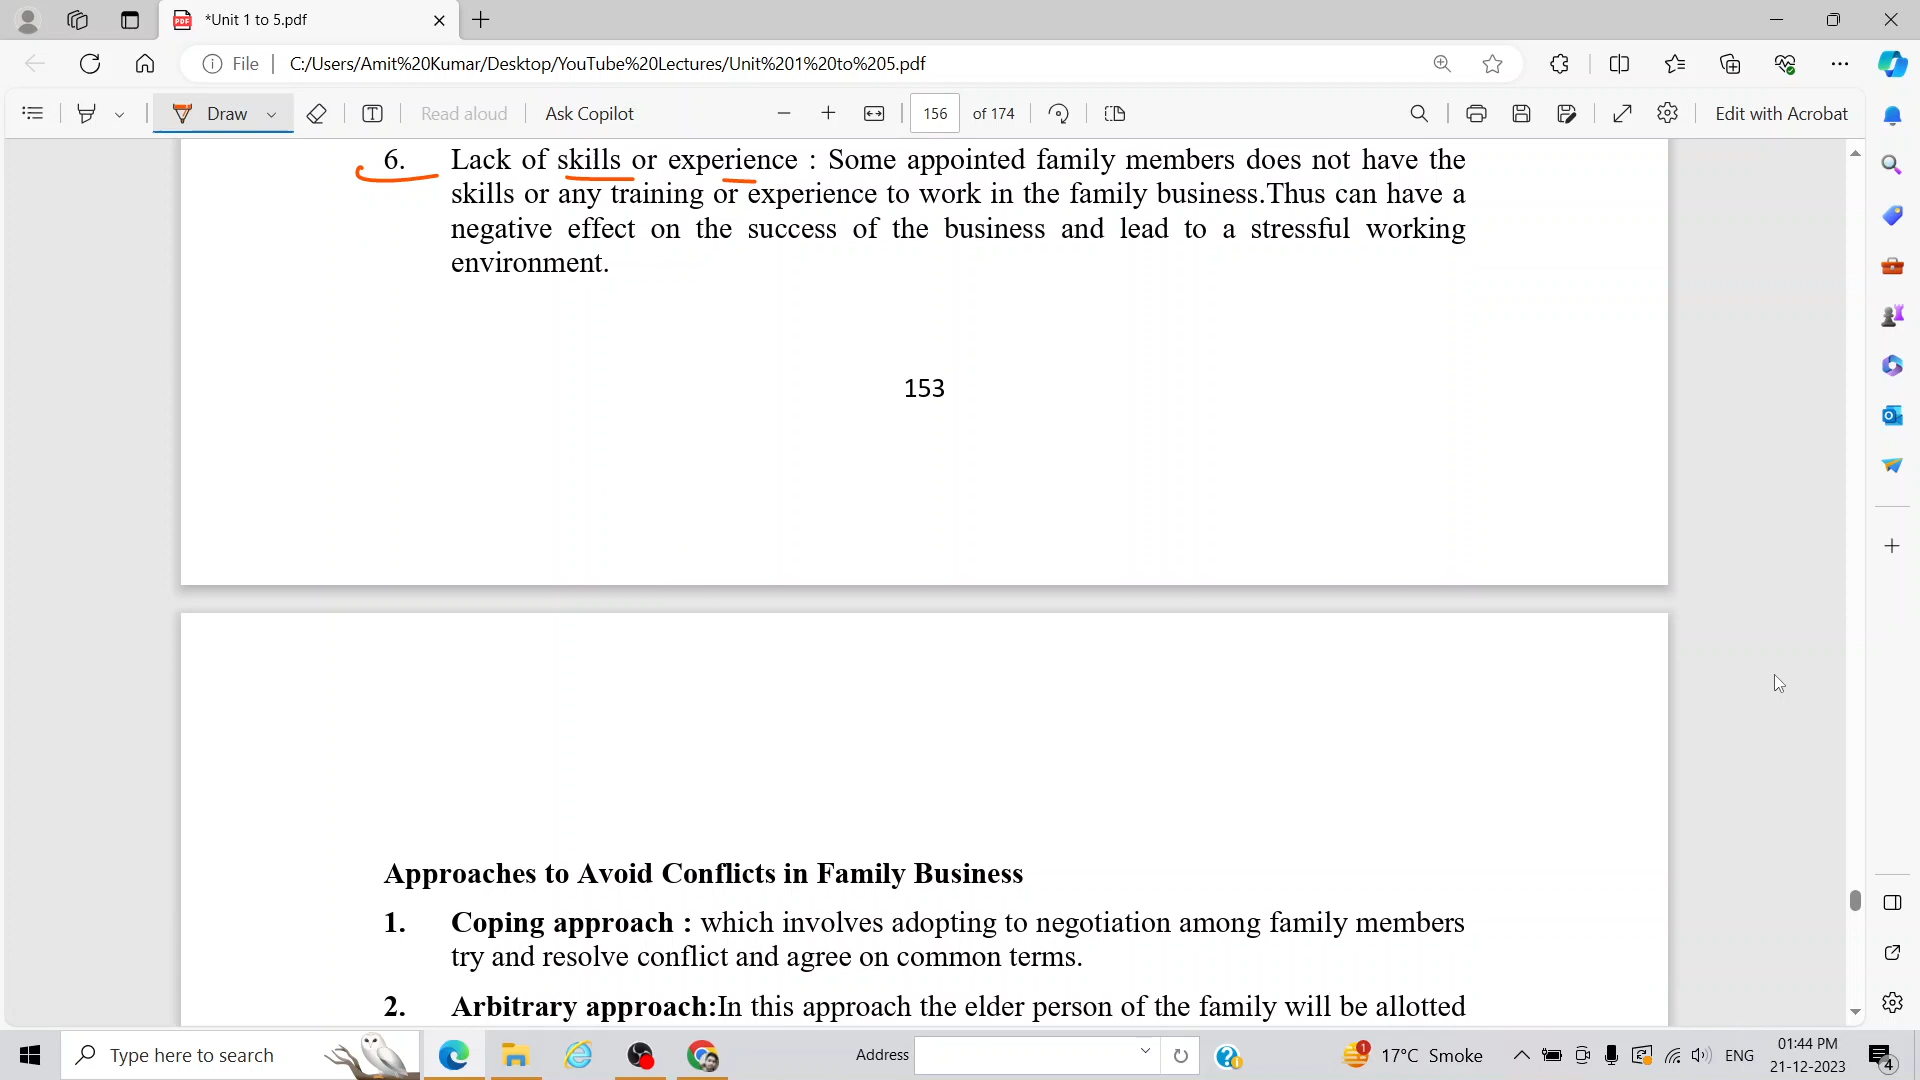 *Unit 1 to 5.pdf
File
C:/Users/Amit%20Kumar/Desktop/YouTube%20Lectures/Unit%201%20to%205.pdf
Draw
Read aloud
Ask Copilot
156 of 174
Edit with Acrobat
6. Lack of skills or experience : Some appointed family members does not have the
skills or any training or experience to work in the family business.Thus can have a
negative effect on the success of the business and lead to a stressful working
environment.
153
Approaches to Avoid Conflicts in Family Business
1. Coping approach : which involves adopting to negotiation among family members
try and resolve conflict and agree on common terms.
2. Arbitrary approach:In this approach the elder person of the family will be allotted
Type here to search
Address
1
17°C Smoke
ENG
01:44 PM
21-12-2023
4